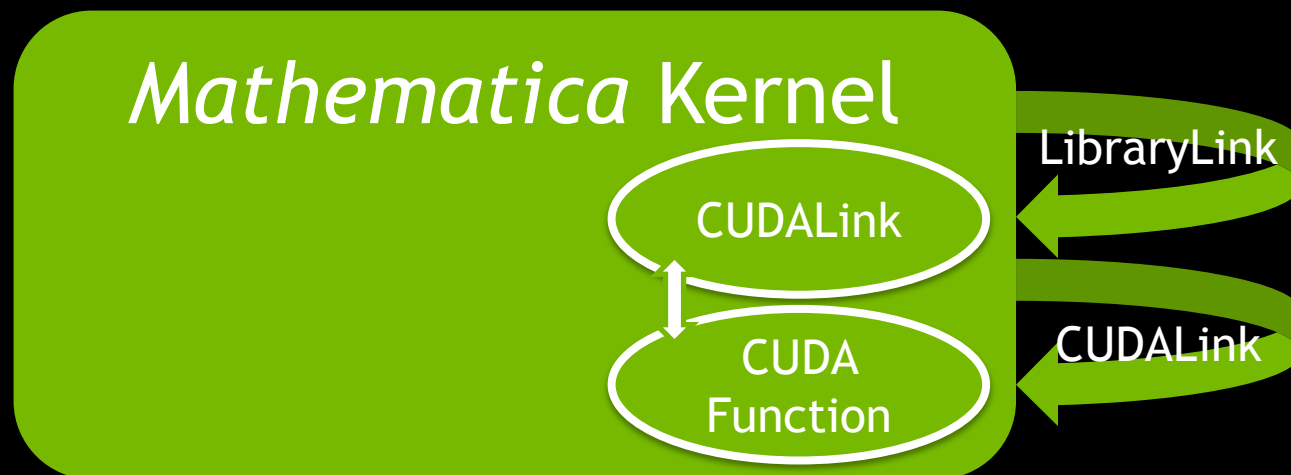 Mathematica Kernel
LibraryLink
CUDALink
CUDALink
CUDA
Function